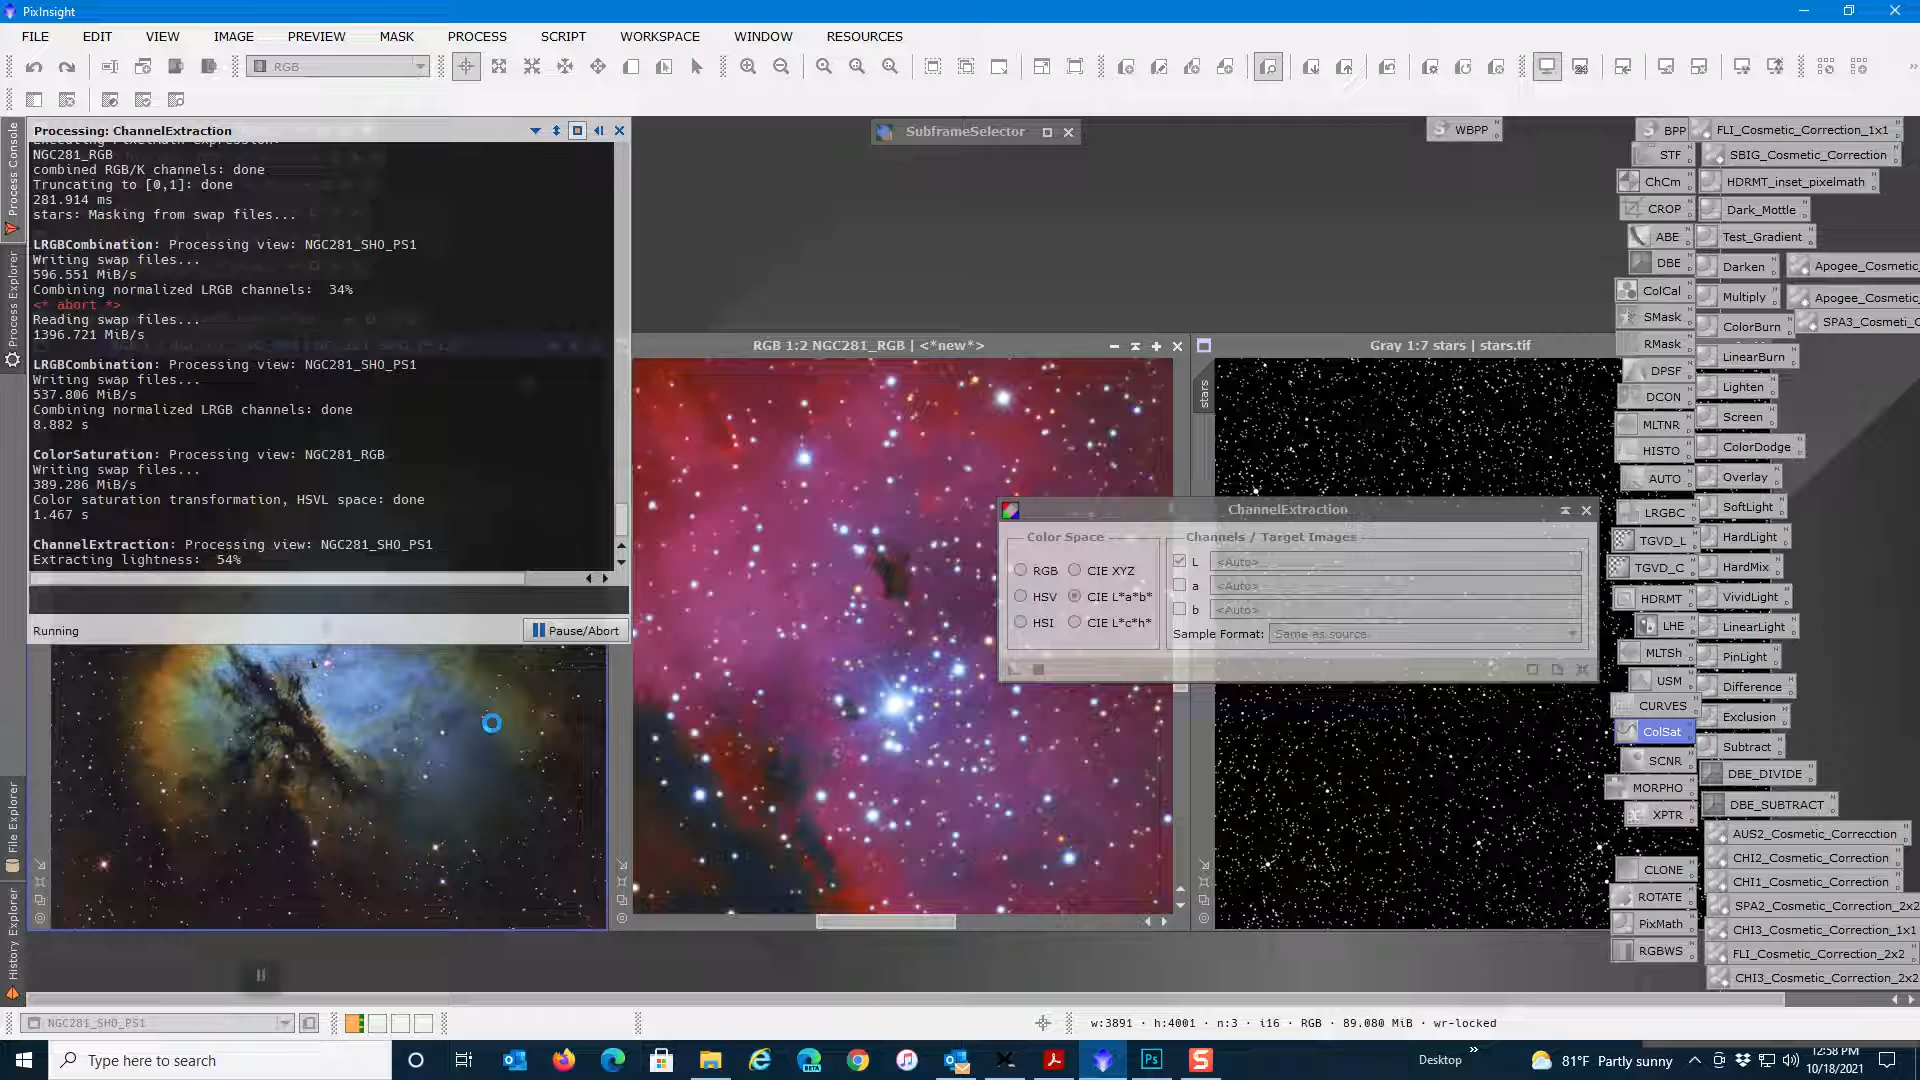 PixInsight
FILE EDIT VIEW IMAGE PREVIEW MASK PROCESS SCRIPT WORKSPACE WINDOW RESOURCES
RGB
24
Processing: ChannelExtraction
NGC281_RGB
combined RGB/K channels: done
Truncating to [0,1]: done
281.914 ms
stars: Masking from swap files...
LRGBCombination: Processing view: NGC281_SHO_PS1
Writing swap files...
596.551 MiB/s
Combining normalized LRGB channels: 34%
<* abort *>
Reading swap files...
1396.721 MiB/s
LRGBCombination: Processing view: NGC281_SHO_PS1
Writing swap files...
537.806 MiB/s
Combining normalized LRGB channels: done
8.882 s
ColorSaturation: Processing view: NGC281_RGB
Writing swap files...
389.286 MiB/s
Color saturation transformation, HSVL space: done
1.467 s
ChannelExtraction: Processing view: NGC281_SHO_PS1
Extracting lightness: 54%
Running
Pause/Abort
Process Console
Process Explorer
File Explorer
History Explorer
SubframeSelector
WBPP
RGB 1:2 NGC281_RGB | <*new*>
Gray 1:7 stars | stars.tif
stars
ChannelExtraction
Color Space
Channels / Target Images
RGB
CIE XYZ
HSV
CIE L*a*b*
HSI
CIE L*c*h*
L <Auto>
a <Auto>
b <Auto>
Sample Format: Same as source
BPP
STF
ChCm
CROP
ABE
DBE
ColCal
SMask
RMask
DPSF
DCON
MLTNR
HISTO
AUTO
LRGBC
TGVD_L
TGVD_C
HDRMT
LHE
MLTSh
USM
CURVES
ColSat
SCNR
MORPHO
XPTR
CLONE
ROTATE
PixMath
RGBWS
FLI_Cosmetic_Correction_1x1
SBIG_Cosmetic_Correction
HDRMT_inset_pixelmath
Dark_Mottle
Test_Gradient
Darken
Multiply
ColorBurn
LinearBurn
Lighten
Screen
ColorDodge
Overlay
SoftLight
HardLight
HardMix
VividLight
LinearLight
PinLight
Difference
Exclusion
Subtract
DBE_DIVIDE
DBE_SUBTRACT
AUS2_Cosmetic_Correcction
CHI2_Cosmetic_Correction
CHI1_Cosmetic_Correction
SPA2_Cosmetic_Correction_2x2
CHI3_Cosmetic_Correction_1x1
FLI_Cosmetic_Correction_2x2
CHI3_Cosmetic_Correction_2x2
Apogee_Cosmetic_
Apogee_Cosmetic_
SPA3_Cosmeti_C
NGC281_SHO_PS1
w:3891 · h:4001 · n:3 · i16 · RGB · 89.080 MiB · wr-locked
Type here to search
BETA
Ps
S
Desktop
81°F Partly sunny
12:58 PM
10/18/2021